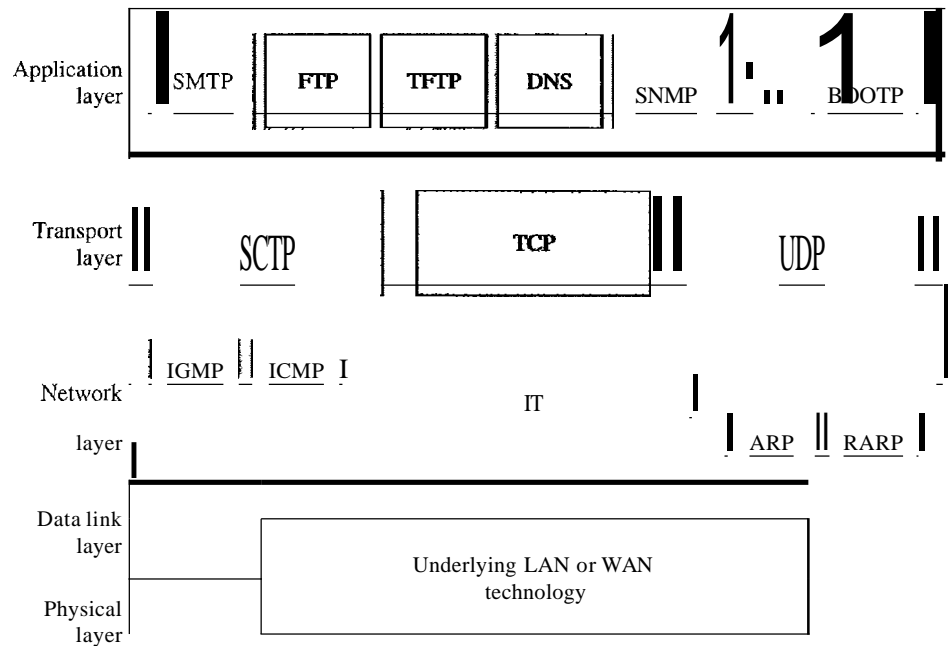 Application
layer
SMTP FTP TFTP DNS SNMP BOOTP
Transport
layer
SCTP TCP UDP
IGMP ICMP
Network
layer
IT
ARP RARP
Data link
layer
Underlying LAN or WAN
technology
Physical
layer